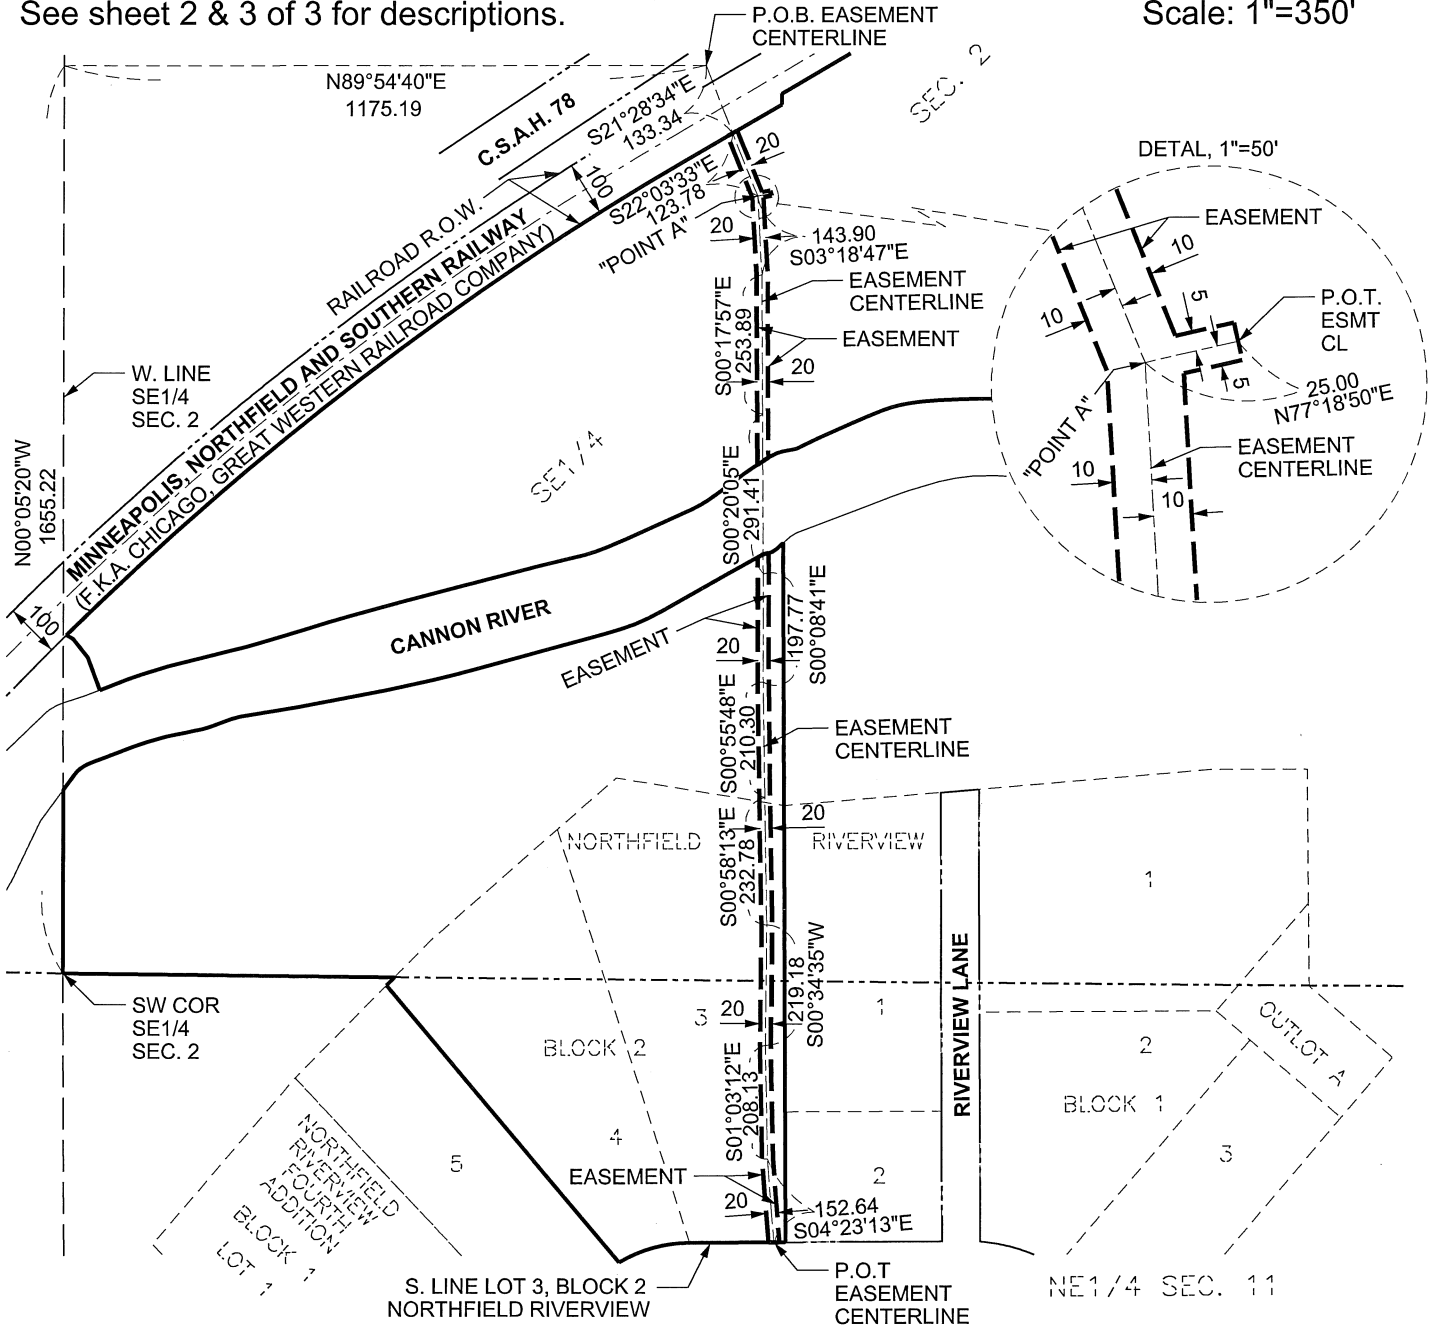 See sheet 2 & 3 of 3 for descriptions.
Scale: 1"=350'
P.O.B. EASEMENT
CENTERLINE
N89°54'40"E
1175.19
C.S.A.H. 78
S21°28'34"E
133.34
SEC. 2
DETAL, 1"=50'
20
100
S22°03'33"E
123.78
"POINT A"
RAILROAD R.O.W.
20
143.90
S03°18'47"E
EASEMENT
CENTERLINE
EASEMENT
S00°17'57"E
253.89
20
EASEMENT
10
10
5
P.O.T.
ESMT
CL
5
25.00
N77°18'50"E
"POINT A"
EASEMENT
CENTERLINE
10
10
W. LINE
SE1/4
SEC. 2
N00°05'20"W
1655.22
MINNEAPOLIS, NORTHFIELD AND SOUTHERN RAILWAY
(F.K.A. CHICAGO, GREAT WESTERN RAILROAD COMPANY)
100
SE1/4
S00°20'05"E
291.41
CANNON RIVER
EASEMENT
20
197.77
S00°08'41"E
S00°55'48"E
210.30
EASEMENT
CENTERLINE
20
NORTHFIELD
RIVERVIEW
S00°58'13"E
232.78
1
219.18
S00°34'35"W
RIVERVIEW LANE
SW COR
SE1/4
SEC. 2
3
20
1
BLOCK 2
2
OUTLOT A
BLOCK 1
S01°03'12"E
208.13
4
5
3
NORTHFIELD
RIVERVIEW
FOURTH
ADDITION
BLOCK 1
LOT 1
EASEMENT
2
20
152.64
S04°23'13"E
S. LINE LOT 3, BLOCK 2
NORTHFIELD RIVERVIEW
P.O.T
EASEMENT
CENTERLINE
NE1/4 SEC. 11